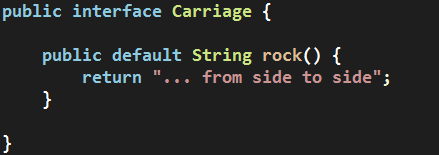 public interface Carriage {
public default String rock() {
return "... from side to side";
}
}